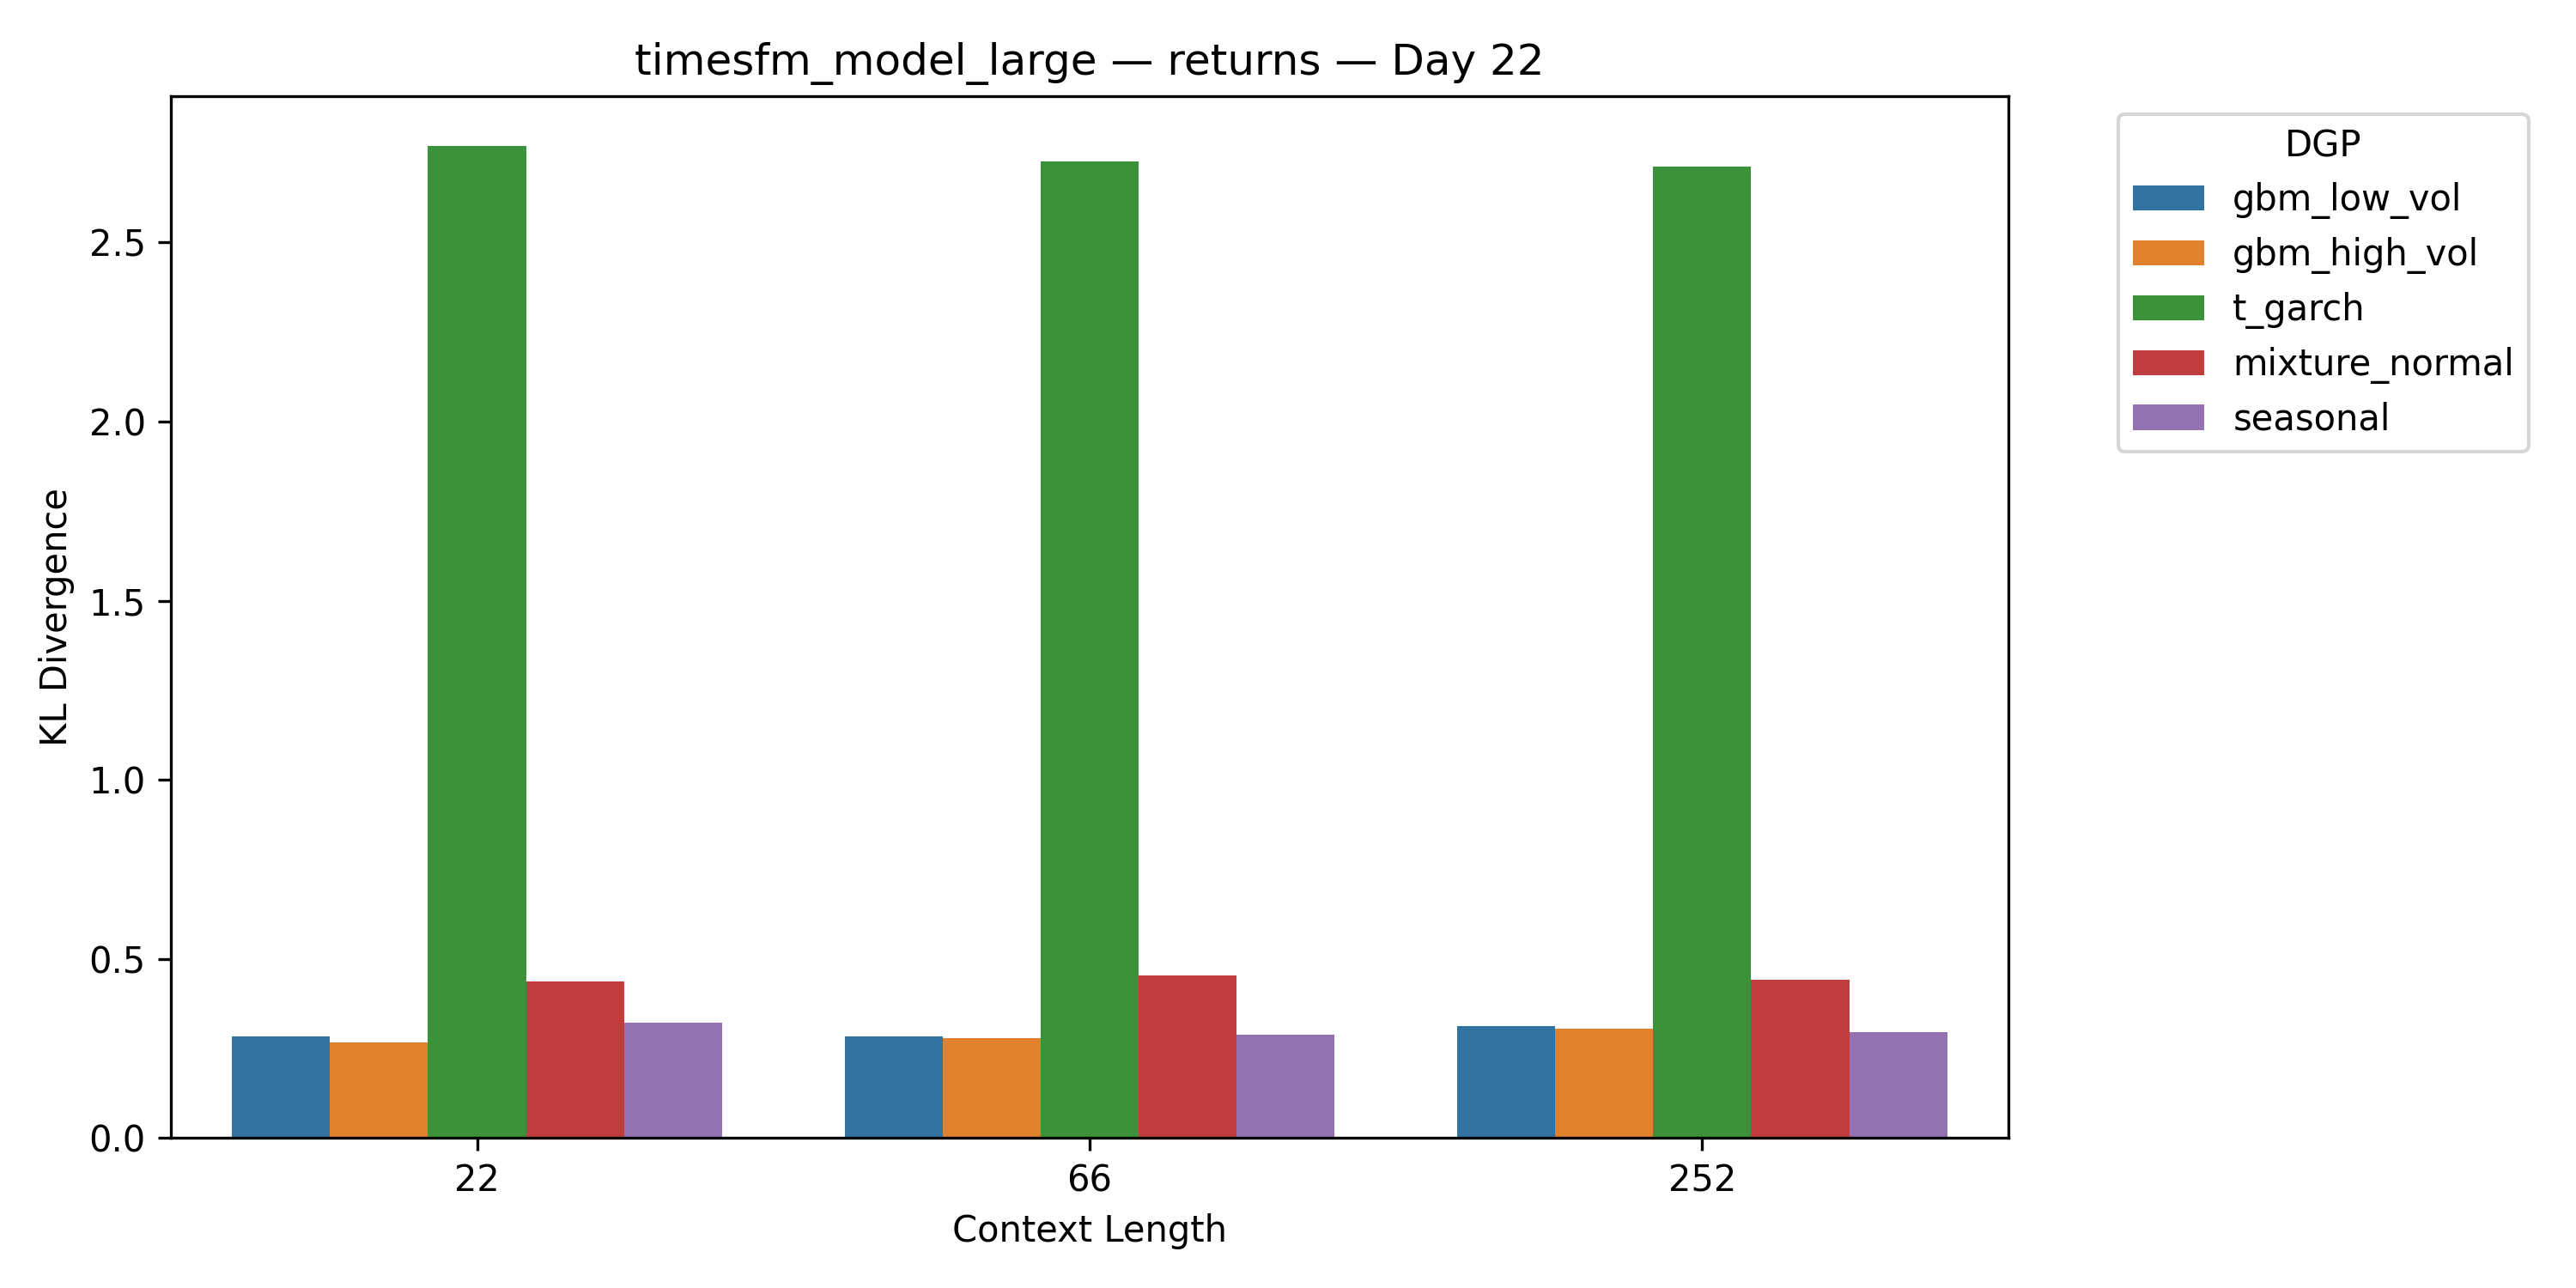 timesfm_model_large — returns — Day 22
KL Divergence
2.5
2.0
1.5
1.0
0.5
0.0
22
66
252
Context Length
DGP
gbm_low_vol
gbm_high_vol
t_garch
mixture_normal
seasonal